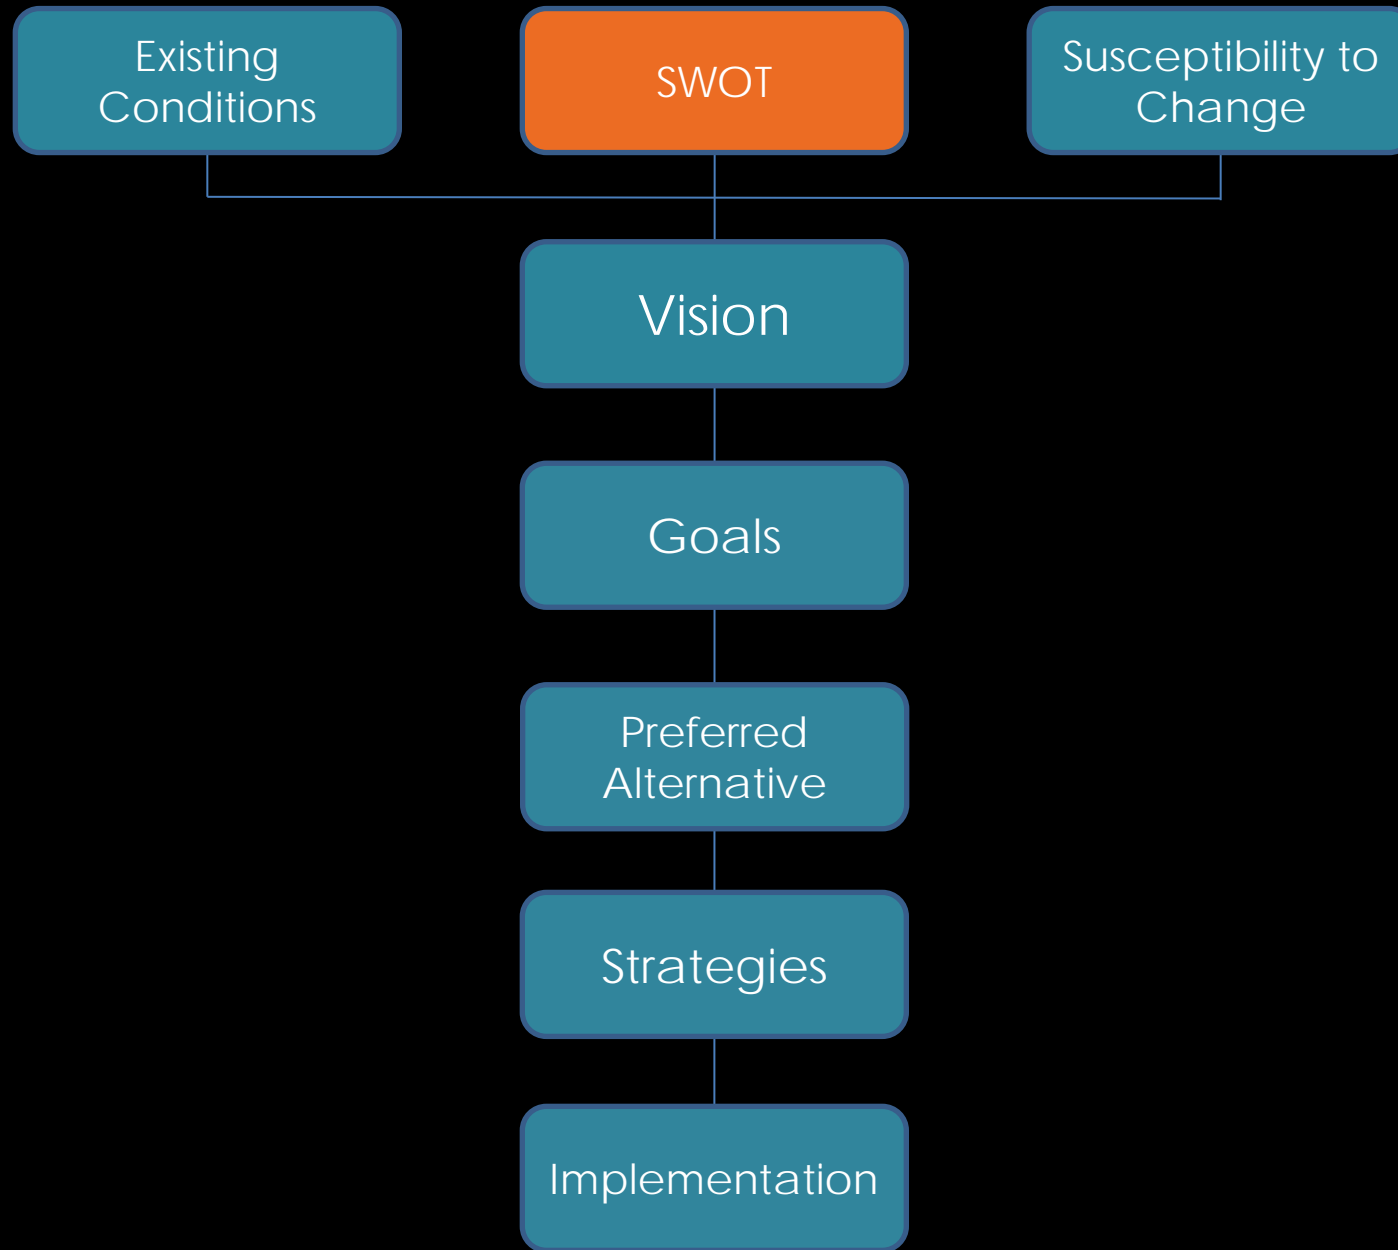 Existing
Conditions
SWOT
Susceptibility to
Change
Vision
Goals
Preferred
Alternative
Strategies
Implementation